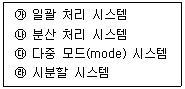 ㉮ 일괄 처리 시스템
㉯ 분산 처리 시스템
㉰ 다중 모드(mode) 시스템
㉱ 시분할 시스템